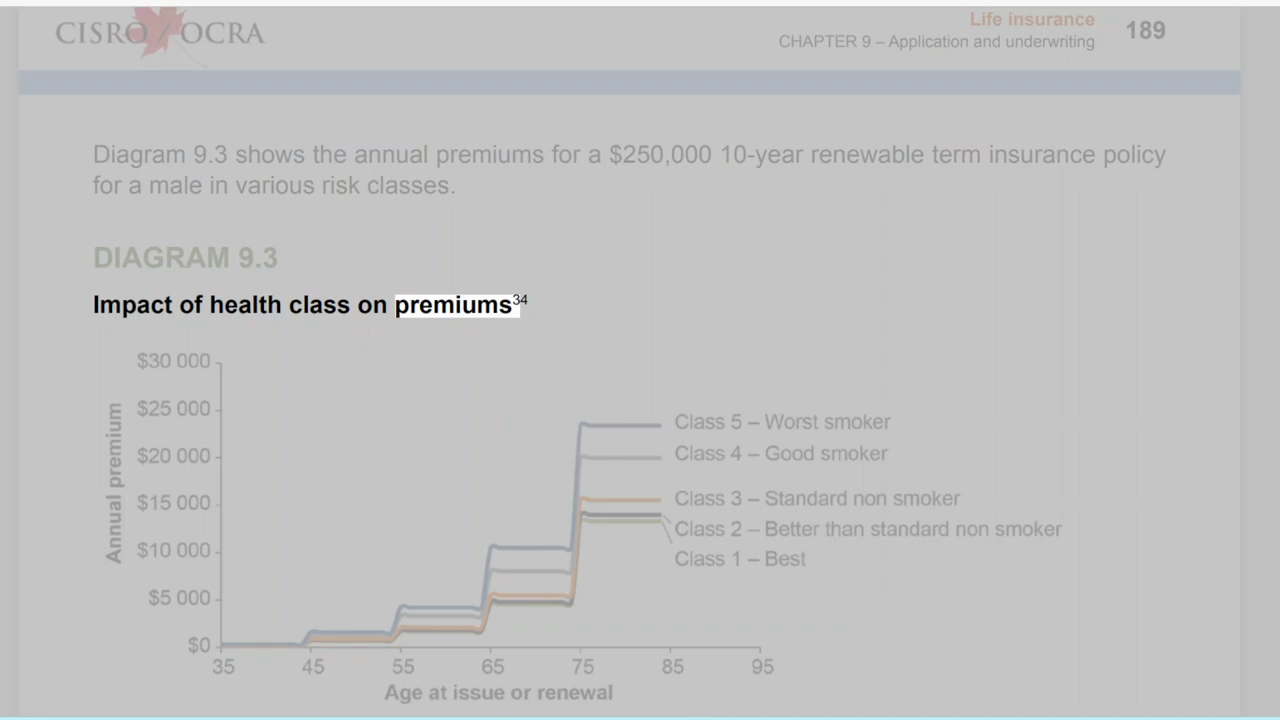 CISRO / OCRA
Life insurance
CHAPTER 9 – Application and underwriting
189
Diagram 9.3 shows the annual premiums for a $250,000 10-year renewable term insurance policy
for a male in various risk classes.
DIAGRAM 9.3
Impact of health class on premiums34
Annual premium
$30 000
$25 000
$20 000
$15 000
$10 000
$5 000
$0
Class 5 – Worst smoker
Class 4 – Good smoker
Class 3 – Standard non smoker
Class 2 – Better than standard non smoker
Class 1 – Best
35 45 55 65 75 85 95
Age at issue or renewal